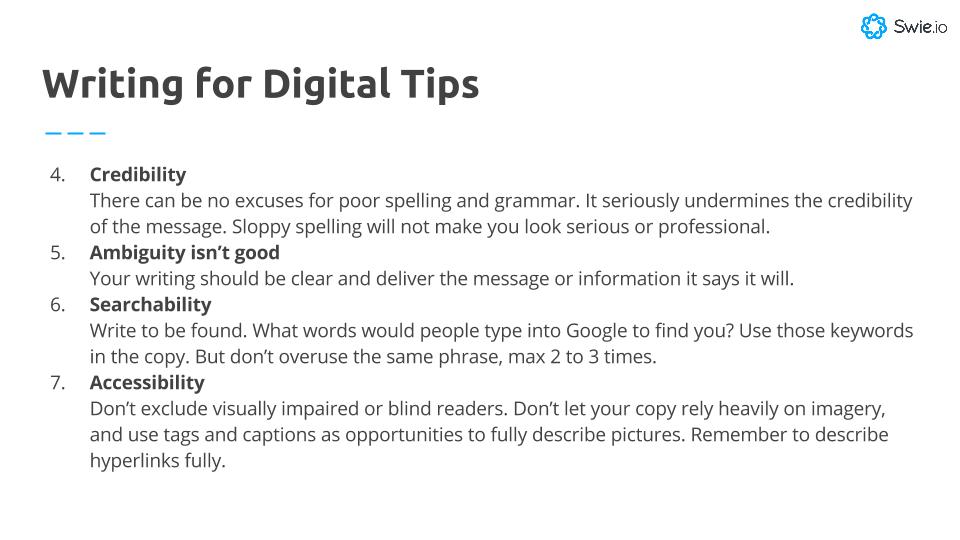 Swie.io
Writing for Digital Tips
4. Credibility
There can be no excuses for poor spelling and grammar. It seriously undermines the credibility
of the message. Sloppy spelling will not make you look serious or professional.
5. Ambiguity isn’t good
Your writing should be clear and deliver the message or information it says it will.
6. Searchability
Write to be found. What words would people type into Google to find you? Use those keywords
in the copy. But don’t overuse the same phrase, max 2 to 3 times.
7. Accessibility
Don’t exclude visually impaired or blind readers. Don’t let your copy rely heavily on imagery,
and use tags and captions as opportunities to fully describe pictures. Remember to describe
hyperlinks fully.